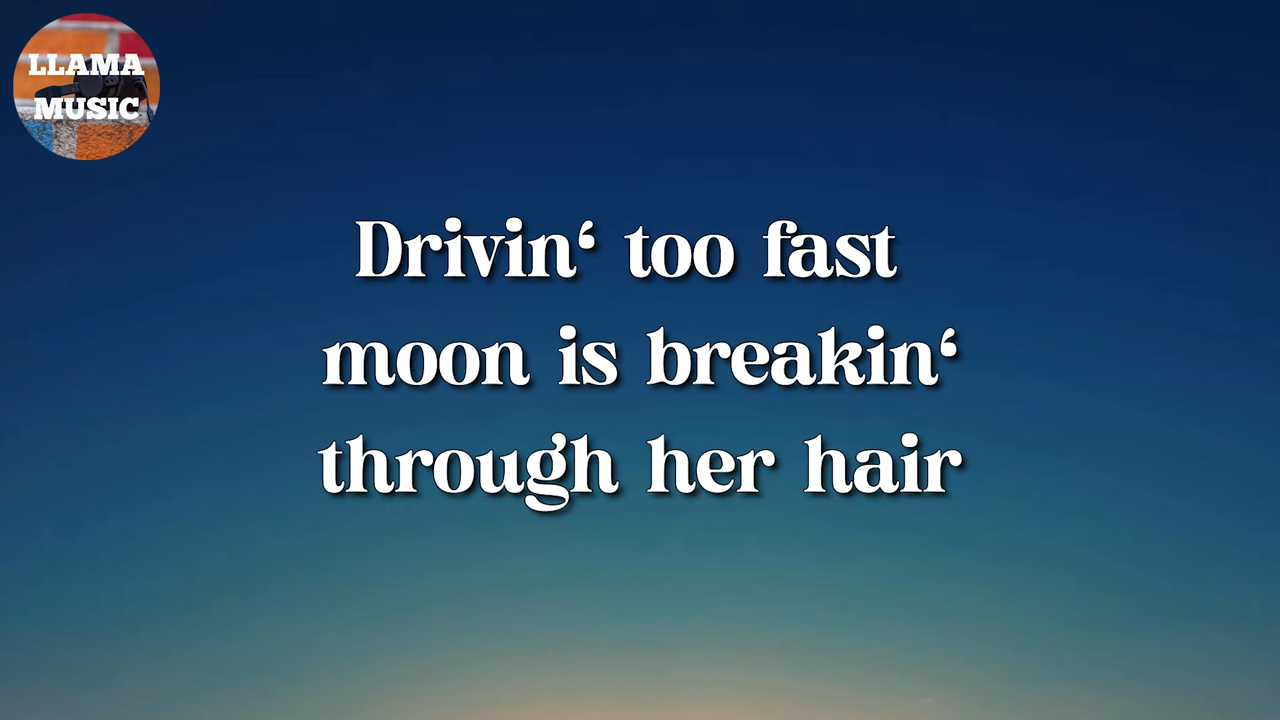 LLAMA
MUSIC
Drivin‘ too fast
moon is breakin‘
through her hair